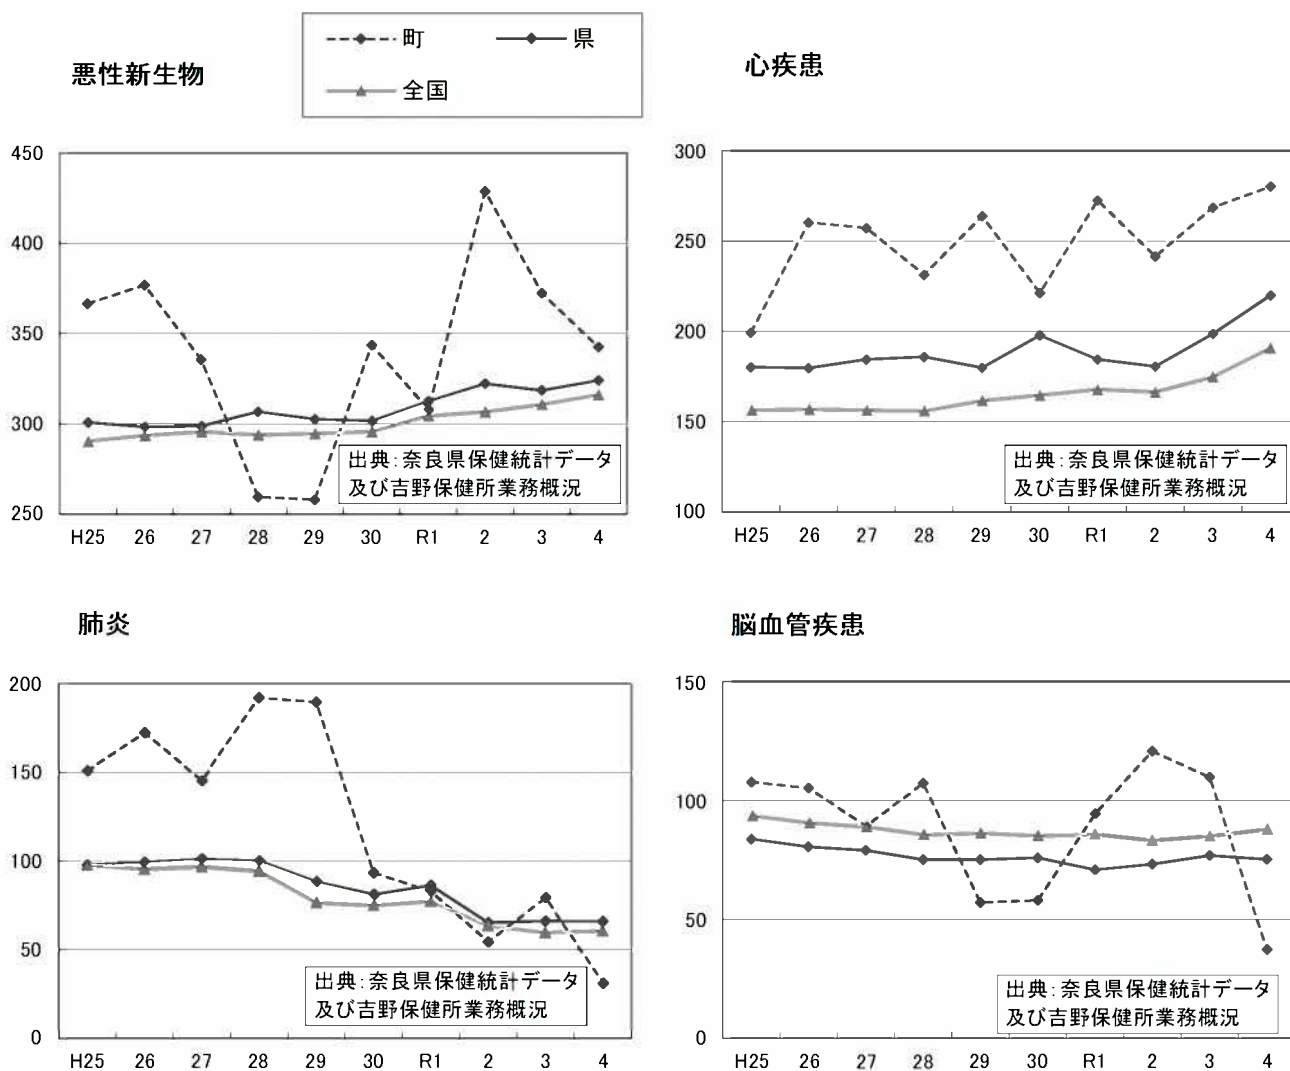 町
県
全国
悪性新生物
450
400
350
300
250
H25 26 27 28 29 30 R1 2 3 4
出典:奈良県保健統計データ
及び吉野保健所業務概況
心疾患
300
250
200
150
100
H25 26 27 28 29 30 R1 2 3 4
出典:奈良県保健統計データ
及び吉野保健所業務概況
肺炎
200
150
100
50
0
H25 26 27 28 29 30 R1 2 3 4
出典:奈良県保健統計データ
及び吉野保健所業務概況
脳血管疾患
150
100
50
0
H25 26 27 28 29 30 R1 2 3 4
出典:奈良県保健統計データ
及び吉野保健所業務概況